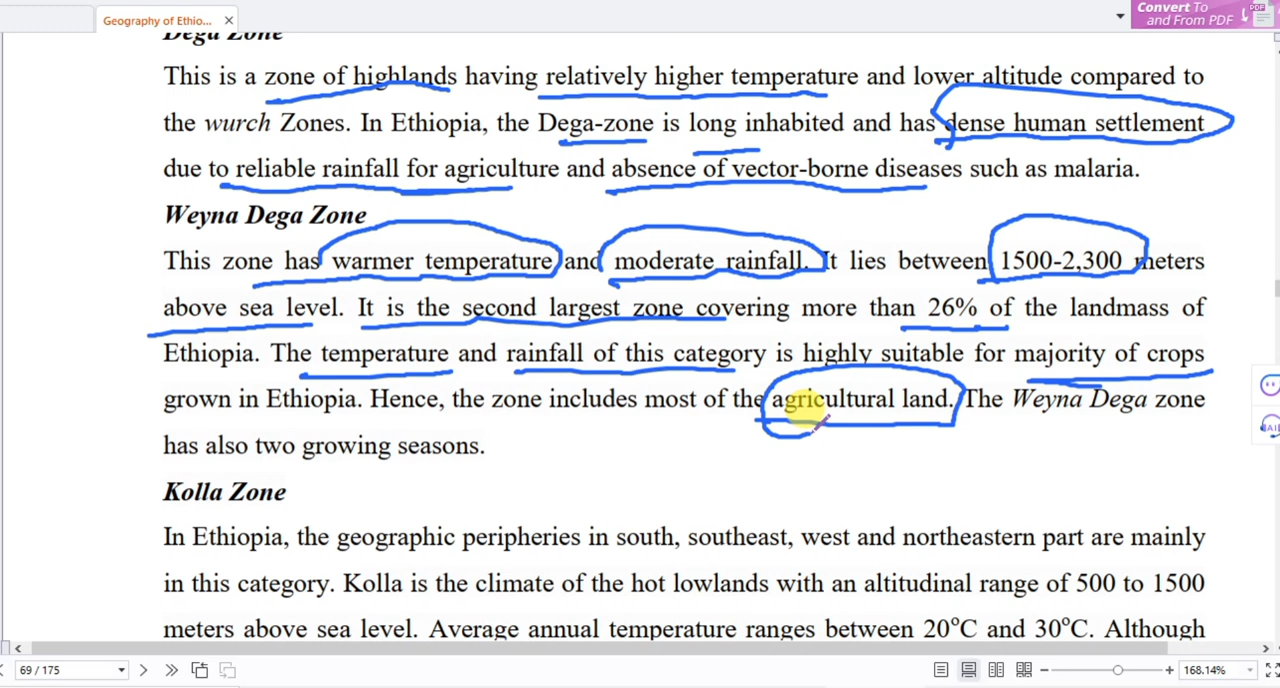 Geography of Ethio...
Convert To
and From PDF
PDF
Dega Zone
This is a zone of highlands having relatively higher temperature and lower altitude compared to
the wurch Zones. In Ethiopia, the Dega-zone is long inhabited and has dense human settlement
due to reliable rainfall for agriculture and absence of vector-borne diseases such as malaria.
Weyna Dega Zone
This zone has warmer temperature and moderate rainfall. It lies between 1500-2,300 meters
above sea level. It is the second largest zone covering more than 26% of the landmass of
Ethiopia. The temperature and rainfall of this category is highly suitable for majority of crops
grown in Ethiopia. Hence, the zone includes most of the agricultural land. The Weyna Dega zone
has also two growing seasons.
Kolla Zone
In Ethiopia, the geographic peripheries in south, southeast, west and northeastern part are mainly
in this category. Kolla is the climate of the hot lowlands with an altitudinal range of 500 to 1500
meters above sea level. Average annual temperature ranges between 20°C and 30°C. Although
69 / 175
168.14%
AI